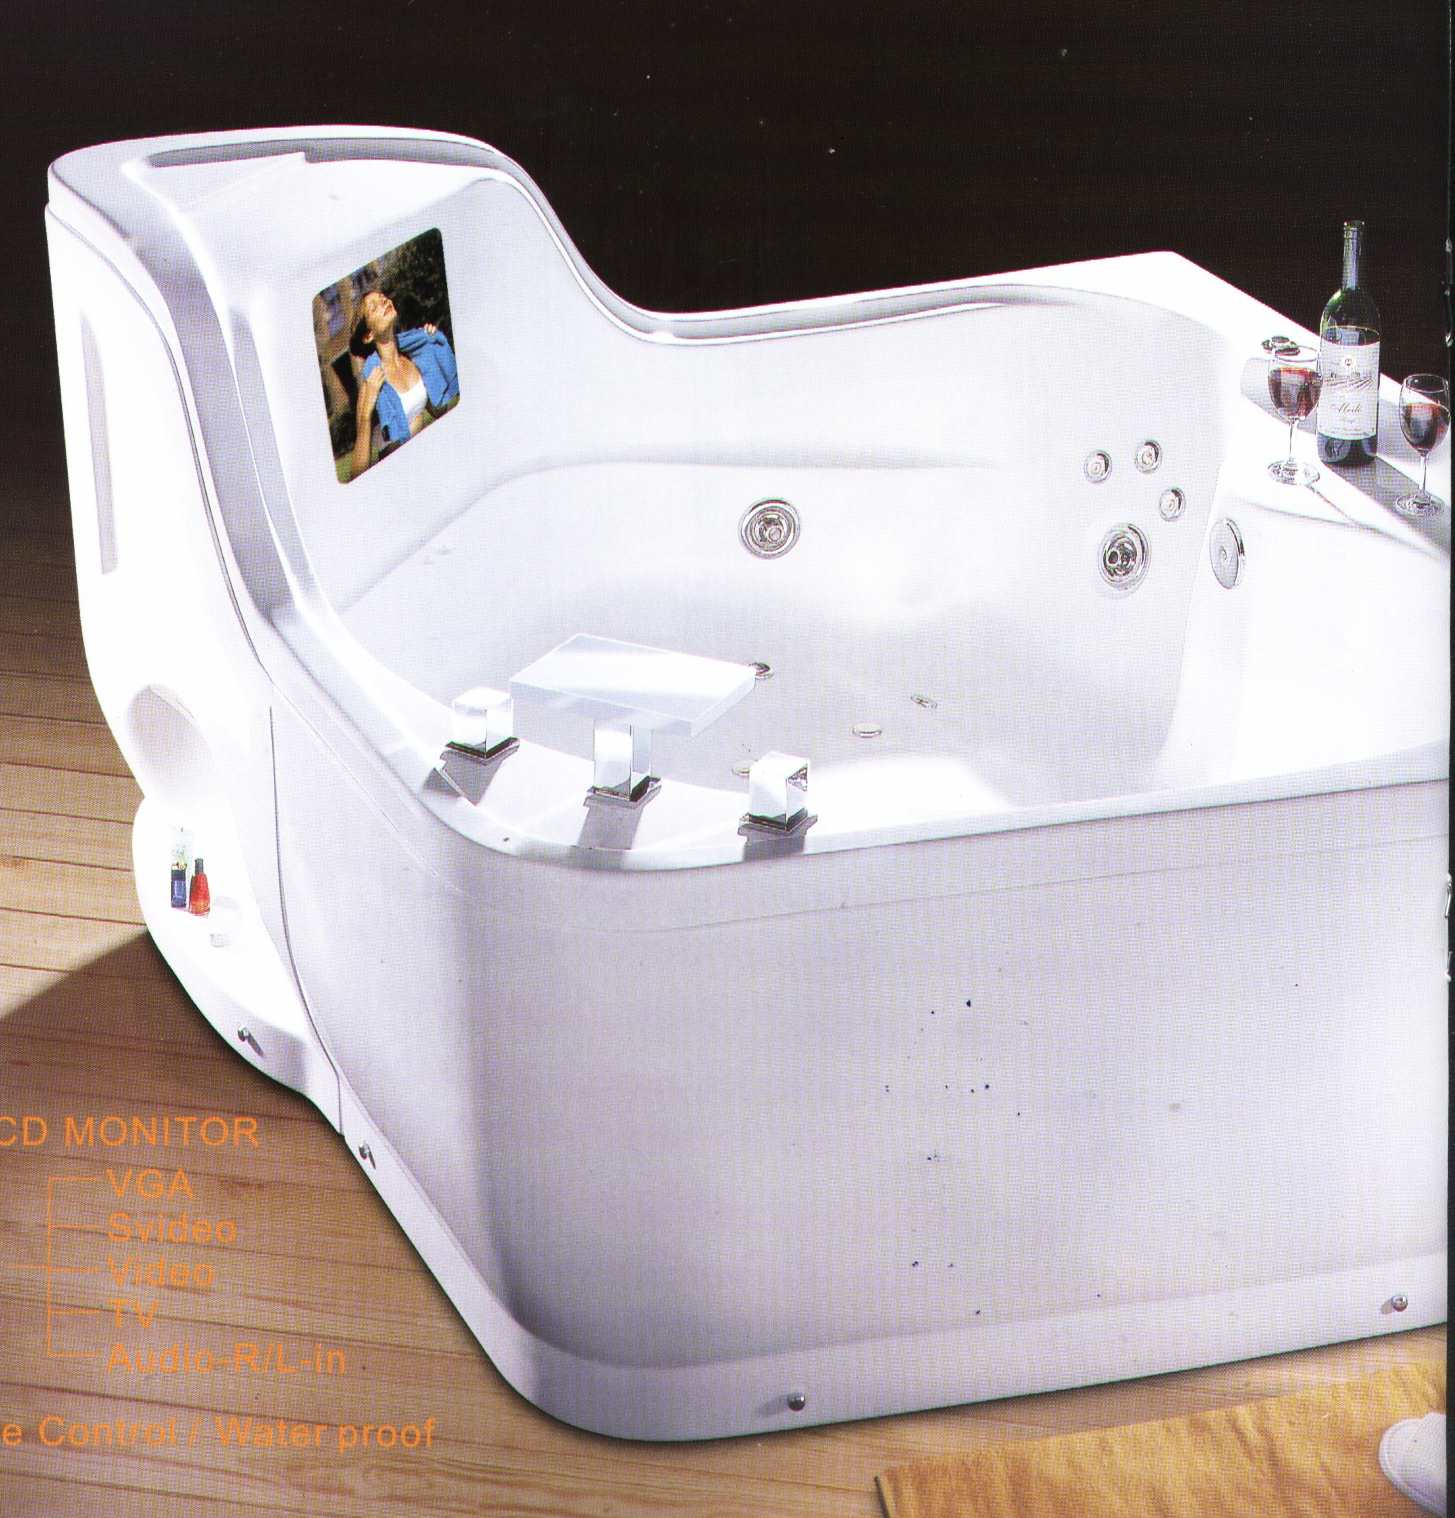 CD MONITOR
VGA
Svideo
Video
TV
Audio-R/L-in
e Control / Water proof